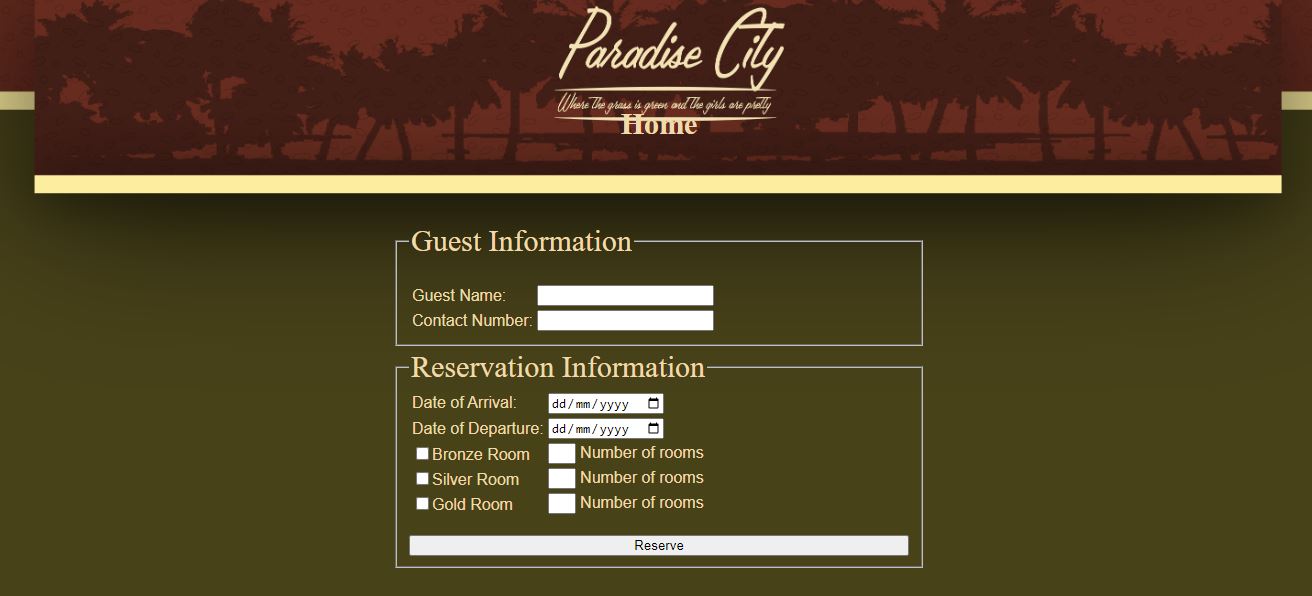 Paradise City
Where the grass is green and the girls are pretty
Home
Guest Information
Guest Name:
Contact Number:
Reservation Information
Date of Arrival: dd/mm/yyyy
Date of Departure: dd/mm/yyyy
Bronze Room Number of rooms
Silver Room Number of rooms
Gold Room Number of rooms
Reserve